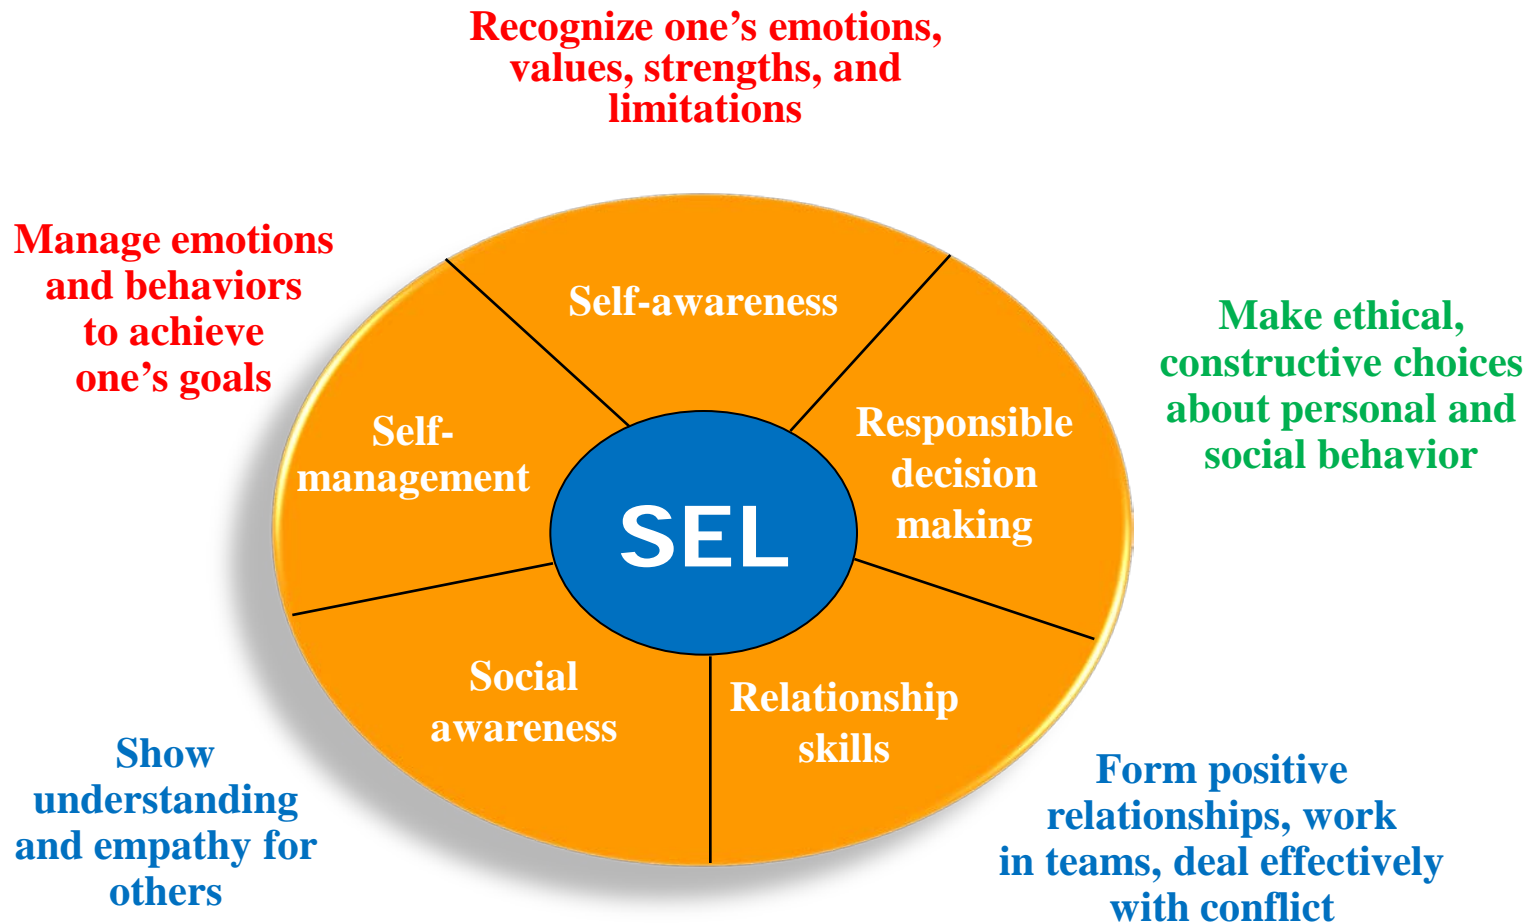 Recognize one’s emotions,
values, strengths, and
limitations
Manage emotions
and behaviors
to achieve
one’s goals
Self-awareness
Make ethical,
constructive choices
about personal and
social behavior
Self-
management
Responsible
decision
making
SEL
Social
awareness
Relationship
skills
Show
understanding
and empathy for
others
Form positive
relationships, work
in teams, deal effectively
with conflict